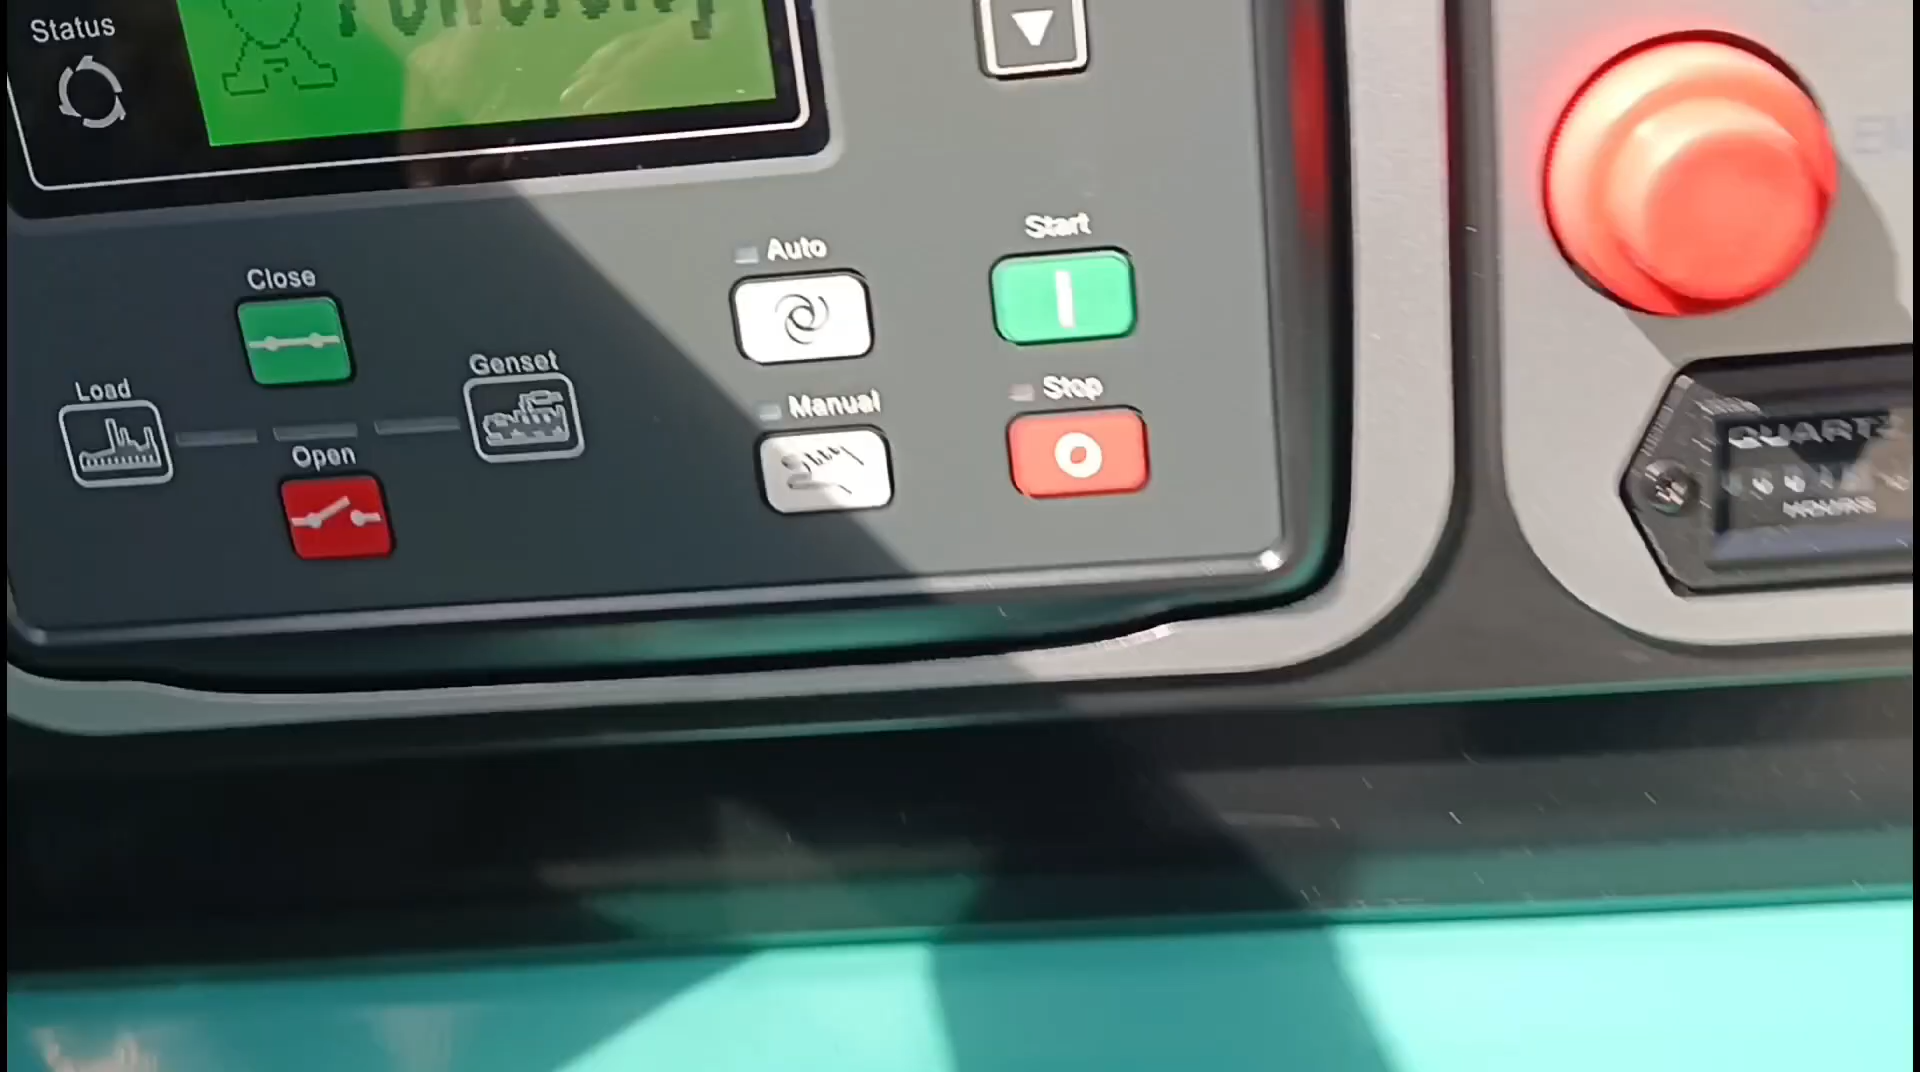 Status
Close
Auto
Start
Load
Genset
Manual
Stop
Open
QUARTZ
HOURS